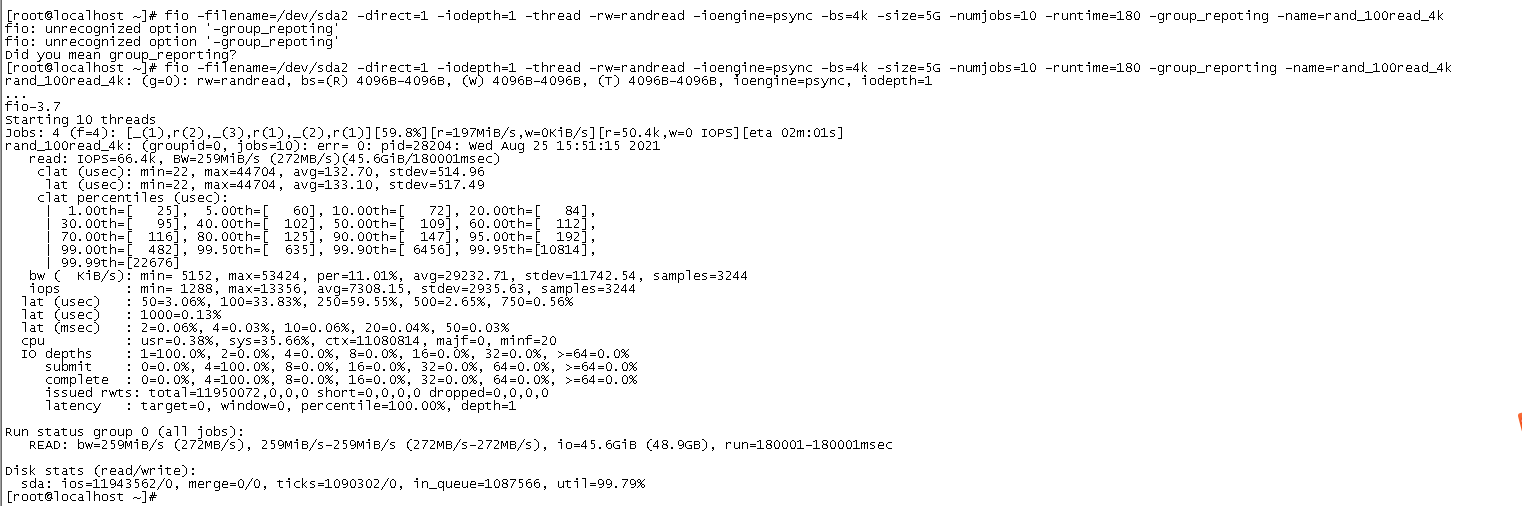 [root@localhost ~]# fio -filename=/dev/sda2 -direct=1 -iodepth=1 -thread -rw=randread -ioengine=psync -bs=4k -size=5G -numjobs=10 -runtime=180 -group_repoting -name=rand_100read_4k
fio: unrecognized option '-group_repoting'
fio: unrecognized option '-group_repoting'
Did you mean group_reporting?
[root@localhost ~]# fio -filename=/dev/sda2 -direct=1 -iodepth=1 -thread -rw=randread -ioengine=psync -bs=4k -size=5G -numjobs=10 -runtime=180 -group_reporting -name=rand_100read_4k
rand_100read_4k: (g=0): rw=randread, bs=(R) 4096B-4096B, (W) 4096B-4096B, (T) 4096B-4096B, ioengine=psync, iodepth=1
...
fio-3.7
Starting 10 threads
Jobs: 4 (f=4): [_(1),r(2),_(3),r(1),_(2),r(1)][59.8%][r=197MiB/s,w=0KiB/s][r=50.4k,w=0 IOPS][eta 02m:01s]
rand_100read_4k: (groupid=0, jobs=10): err= 0: pid=28204: Wed Aug 25 15:51:15 2021
   read: IOPS=66.4k, BW=259MiB/s (272MB/s)(45.6GiB/180001msec)
    clat (usec): min=22, max=44704, avg=132.70, stdev=514.96
     lat (usec): min=22, max=44704, avg=133.10, stdev=517.49
    clat percentiles (usec):
     |  1.00th=[   25],  5.00th=[   60], 10.00th=[   72], 20.00th=[   84],
     | 30.00th=[   95], 40.00th=[  102], 50.00th=[  109], 60.00th=[  112],
     | 70.00th=[  116], 80.00th=[  125], 90.00th=[  147], 95.00th=[  192],
     | 99.00th=[  482], 99.50th=[  635], 99.90th=[ 6456], 99.95th=[10814],
     | 99.99th=[22676]
   bw (  KiB/s): min= 5152, max=53424, per=11.01%, avg=29232.71, stdev=11742.54, samples=3244
   iops        : min= 1288, max=13356, avg=7308.15, stdev=2935.63, samples=3244
  lat (usec)   : 50=3.06%, 100=33.83%, 250=59.55%, 500=2.65%, 750=0.56%
  lat (usec)   : 1000=0.13%
  lat (msec)   : 2=0.06%, 4=0.03%, 10=0.06%, 20=0.04%, 50=0.03%
  cpu          : usr=0.38%, sys=35.66%, ctx=11080814, majf=0, minf=20
  IO depths    : 1=100.0%, 2=0.0%, 4=0.0%, 8=0.0%, 16=0.0%, 32=0.0%, >=64=0.0%
     submit    : 0=0.0%, 4=100.0%, 8=0.0%, 16=0.0%, 32=0.0%, 64=0.0%, >=64=0.0%
     complete  : 0=0.0%, 4=100.0%, 8=0.0%, 16=0.0%, 32=0.0%, 64=0.0%, >=64=0.0%
     issued rwts: total=11950072,0,0,0 short=0,0,0,0 dropped=0,0,0,0
     latency   : target=0, window=0, percentile=100.00%, depth=1
Run status group 0 (all jobs):
   READ: bw=259MiB/s (272MB/s), 259MiB/s-259MiB/s (272MB/s-272MB/s), io=45.6GiB (48.9GB), run=180001-180001msec
Disk stats (read/write):
  sda: ios=11943562/0, merge=0/0, ticks=1090302/0, in_queue=1087566, util=99.79%
[root@localhost ~]#